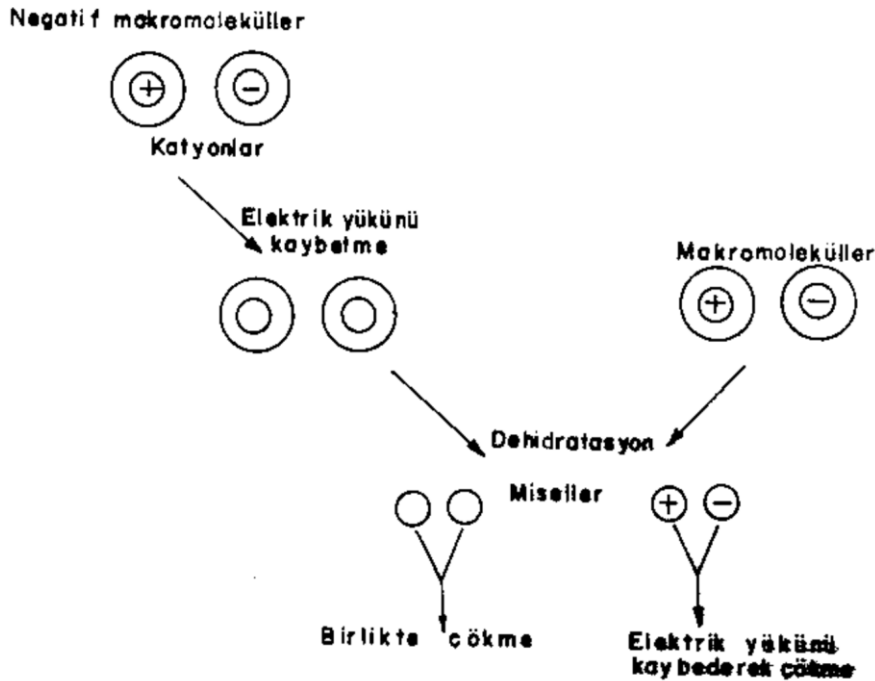 Negatif makromoleküller
+ −
Katyonlar
Elektrik yükünü
kaybetme
Makromoleküller
+ −
Dehidratasyon
Miseller
+ −
Birlikte çökme
Elektrik yükünü
kaybederek çökme